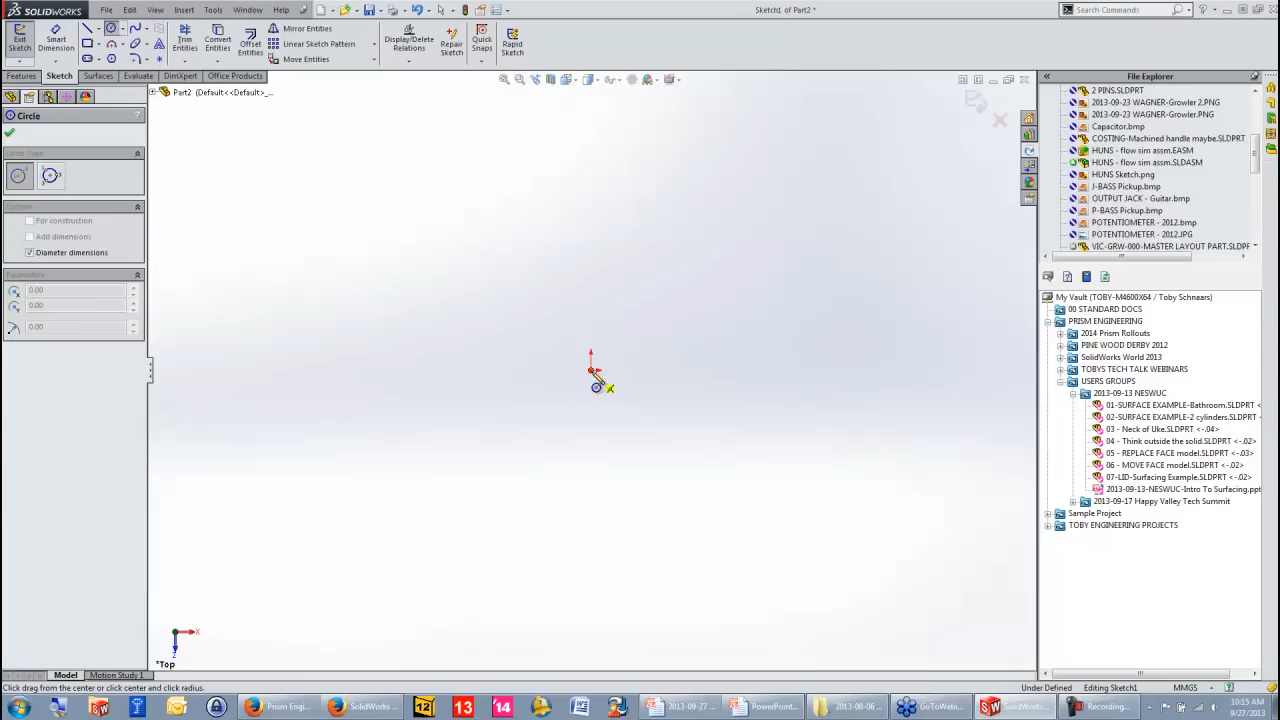 SOLIDWORKS File Edit View Insert Tools Window Help Sketch1 of Part2 * Search Commands
Exit Sketch Smart Dimension Trim Entities Convert Entities Offset Entities Mirror Entities Linear Sketch Pattern Move Entities Display/Delete Relations Repair Sketch Quick Snaps Rapid Sketch
Features Sketch Surfaces Evaluate DimXpert Office Products
File Explorer
Part2 (Default<<Default>_...
Circle ?
Circle Type
For construction
Add dimensions
Diameter dimensions
Parameters
0.00
0.00
0.00
2 PINS.SLDPRT
2013-09-23 WAGNER-Growler 2.PNG
2013-09-23 WAGNER-Growler.PNG
Capacitor.bmp
COSTING-Machined handle maybe.SLDPRT
HUNS - flow sim assm.EASM
HUNS - flow sim assm.SLDASM
HUNS Sketch.png
J-BASS Pickup.bmp
OUTPUT JACK - Guitar.bmp
P-BASS Pickup.bmp
POTENTIOMETER - 2012.bmp
POTENTIOMETER - 2012.JPG
VIC-GRW-000-MASTER LAYOUT PART.SLDPF
My Vault (TOBY-M4600X64 / Toby Schnaars)
00 STANDARD DOCS
PRISM ENGINEERING
2014 Prism Rollouts
PINE WOOD DERBY 2012
SolidWorks World 2013
TOBYS TECH TALK WEBINARS
USERS GROUPS
2013-09-13 NESWUC
01-SURFACE EXAMPLE-Bathroom.SLDPRT <
02-SURFACE EXAMPLE-2 cylinders.SLDPRT <
03 - Neck of Uke.SLDPRT <-.04>
04 - Think outside the solid.SLDPRT <-.02>
05 - REPLACE FACE model.SLDPRT <-.03>
06 - MOVE FACE model.SLDPRT <-.02>
07-LID-Surfacing Example.SLDPRT <-.02>
2013-09-13-NESWUC-Intro To Surfacing.ppt
2013-09-17 Happy Valley Tech Summit
Sample Project
TOBY ENGINEERING PROJECTS
X
Z
*Top
Model Motion Study 1
Click drag from the center or click center and click radius. Under Defined Editing Sketch1 MMGS
Prism Engi... SolidWorks ... 12 13 14 2013-09-27 ... PowerPoint... 2013-08-06 ... GoToWebi... SolidWorks... Recording... 10:15 AM
9/27/2013